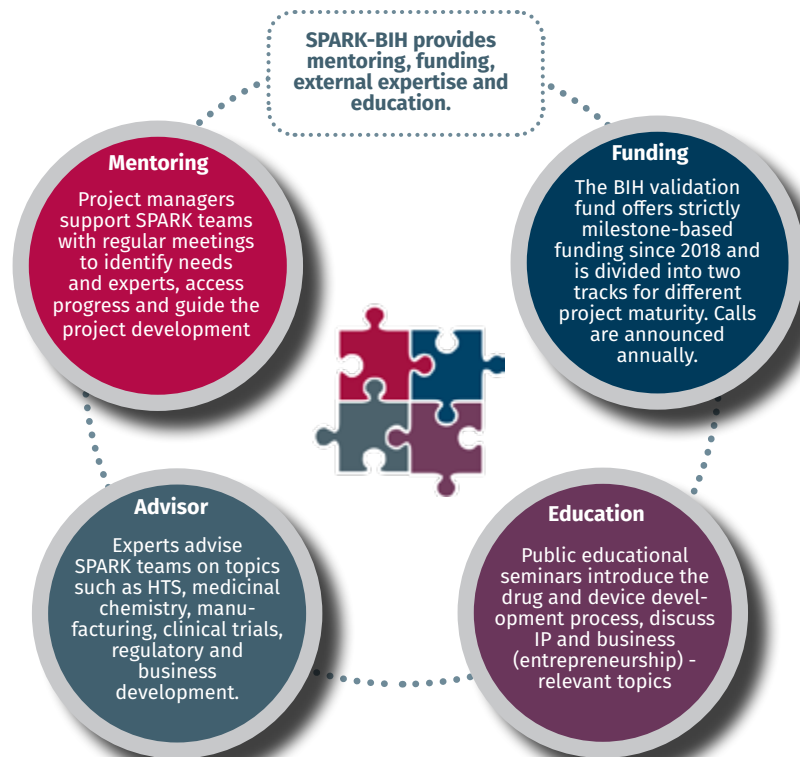 SPARK-BIH provides
mentoring, funding,
external expertise and
education.
Mentoring
Project managers
support SPARK teams
with regular meetings
to identify needs
and experts, access
progress and guide the
project development
Funding
The BIH validation
fund offers strictly
milestone-based
funding since 2018 and
is divided into two
tracks for different
project maturity. Calls
are announced
annually.
Advisor
Experts advise
SPARK teams on topics
such as HTS, medicinal
chemistry, manu-
facturing, clinical trials,
regulatory and
business
development.
Education
Public educational
seminars introduce the
drug and device devel-
opment process, discuss
IP and business
(entrepreneurship) -
relevant topics